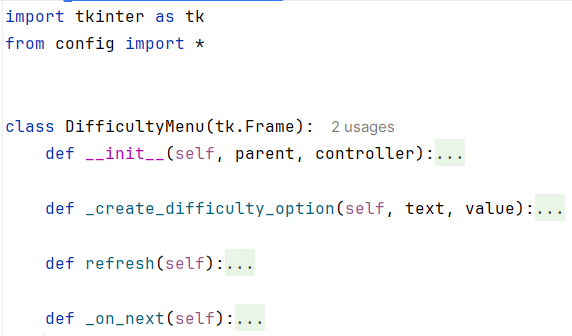 import tkinter as tk
from config import *
class DifficultyMenu(tk.Frame): 2 usages
def __init__(self, parent, controller):...
def _create_difficulty_option(self, text, value):...
def refresh(self):...
def _on_next(self):...